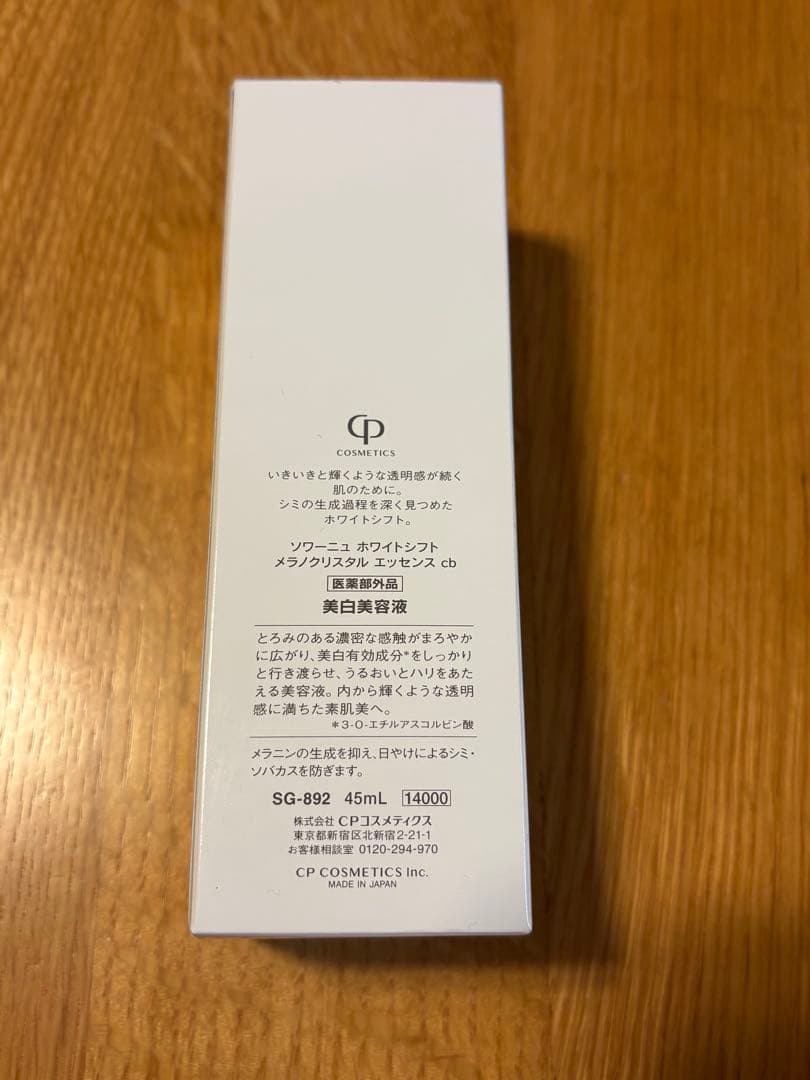 CP
COSMETICS
いきいきと輝くような透明感が続く
肌のために。
シミの生成過程を深く見つめた
ホワイトシフト。
ソワーニュ ホワイトシフト
メラノクリスタル エッセンス cb
医薬部外品
美白美容液
とろみのある濃密な感触がまろやか
に広がり、美白有効成分*をしっかり
と行き渡らせ、うるおいとハリをあた
える美容液。内から輝くような透明
感に満ちた素肌美へ。
*3-O-エチルアスコルビン酸
メラニンの生成を抑え、日やけによるシミ・
ソバカスを防ぎます。
SG-892 45mL 14000
株式会社 CPコスメティクス
東京都新宿区北新宿2-21-1
お客様相談室 0120-294-970
CP COSMETICS Inc.
MADE IN JAPAN